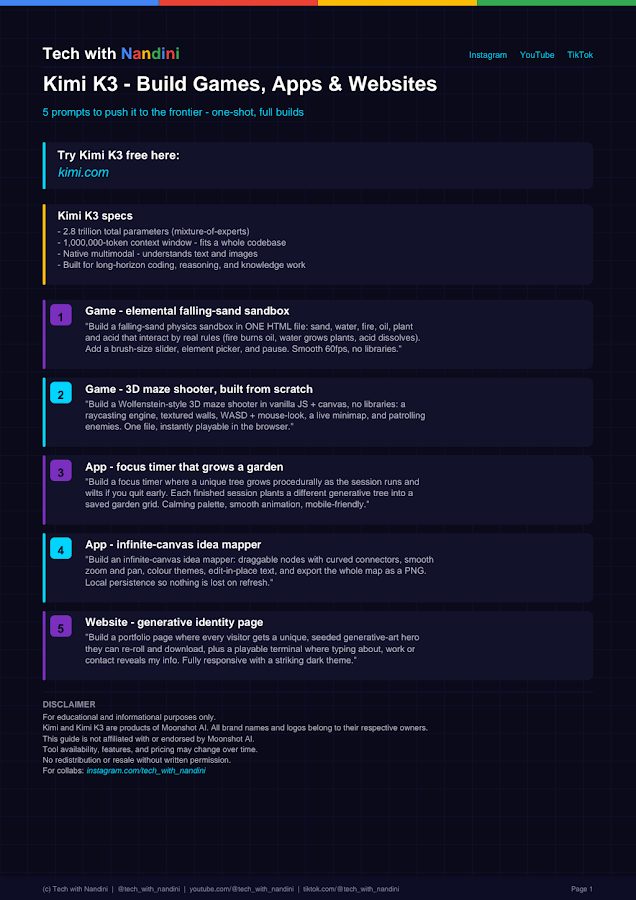 Tech with Nandini
Instagram YouTube TikTok
Kimi K3 - Build Games, Apps & Websites
5 prompts to push it to the frontier - one-shot, full builds
Try Kimi K3 free here:
kimi.com
Kimi K3 specs
- 2.8 trillion total parameters (mixture-of-experts)
- 1,000,000-token context window - fits a whole codebase
- Native multimodal - understands text and images
- Built for long-horizon coding, reasoning, and knowledge work
1
Game - elemental falling-sand sandbox
"Build a falling-sand physics sandbox in ONE HTML file: sand, water, fire, oil, plant
and acid that interact by real rules (fire burns oil, water grows plants, acid dissolves).
Add a brush-size slider, element picker, and pause. Smooth 60fps, no libraries."
2
Game - 3D maze shooter, built from scratch
"Build a Wolfenstein-style 3D maze shooter in vanilla JS + canvas, no libraries: a
raycasting engine, textured walls, WASD + mouse-look, a live minimap, and patrolling
enemies. One file, instantly playable in the browser."
3
App - focus timer that grows a garden
"Build a focus timer where a unique tree grows procedurally as the session runs and
wilts if you quit early. Each finished session plants a different generative tree into a
saved garden grid. Calming palette, smooth animation, mobile-friendly."
4
App - infinite-canvas idea mapper
"Build an infinite-canvas idea mapper: draggable nodes with curved connectors, smooth
zoom and pan, colour themes, edit-in-place text, and export the whole map as a PNG.
Local persistence so nothing is lost on refresh."
5
Website - generative identity page
"Build a portfolio page where every visitor gets a unique, seeded generative-art hero
they can re-roll and download, plus a playable terminal where typing about, work or
contact reveals my info. Fully responsive with a striking dark theme."
DISCLAIMER
For educational and informational purposes only.
Kimi and Kimi K3 are products of Moonshot AI. All brand names and logos belong to their respective owners.
This guide is not affiliated with or endorsed by Moonshot AI.
Tool availability, features, and pricing may change over time.
No redistribution or resale without written permission.
For collabs: instagram.com/tech_with_nandini
(c) Tech with Nandini | @tech_with_nandini | youtube.com/@tech_with_nandini | tiktok.com/@tech_with_nandini
Page 1